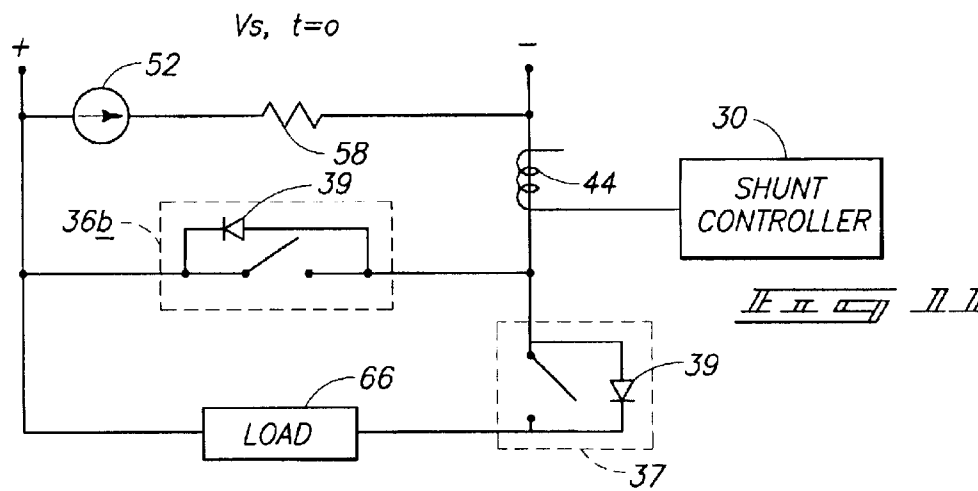 Vs, t=o
+
−
52
58
30
39
44
SHUNT
CONTROLLER
36b
39
66
LOAD
37